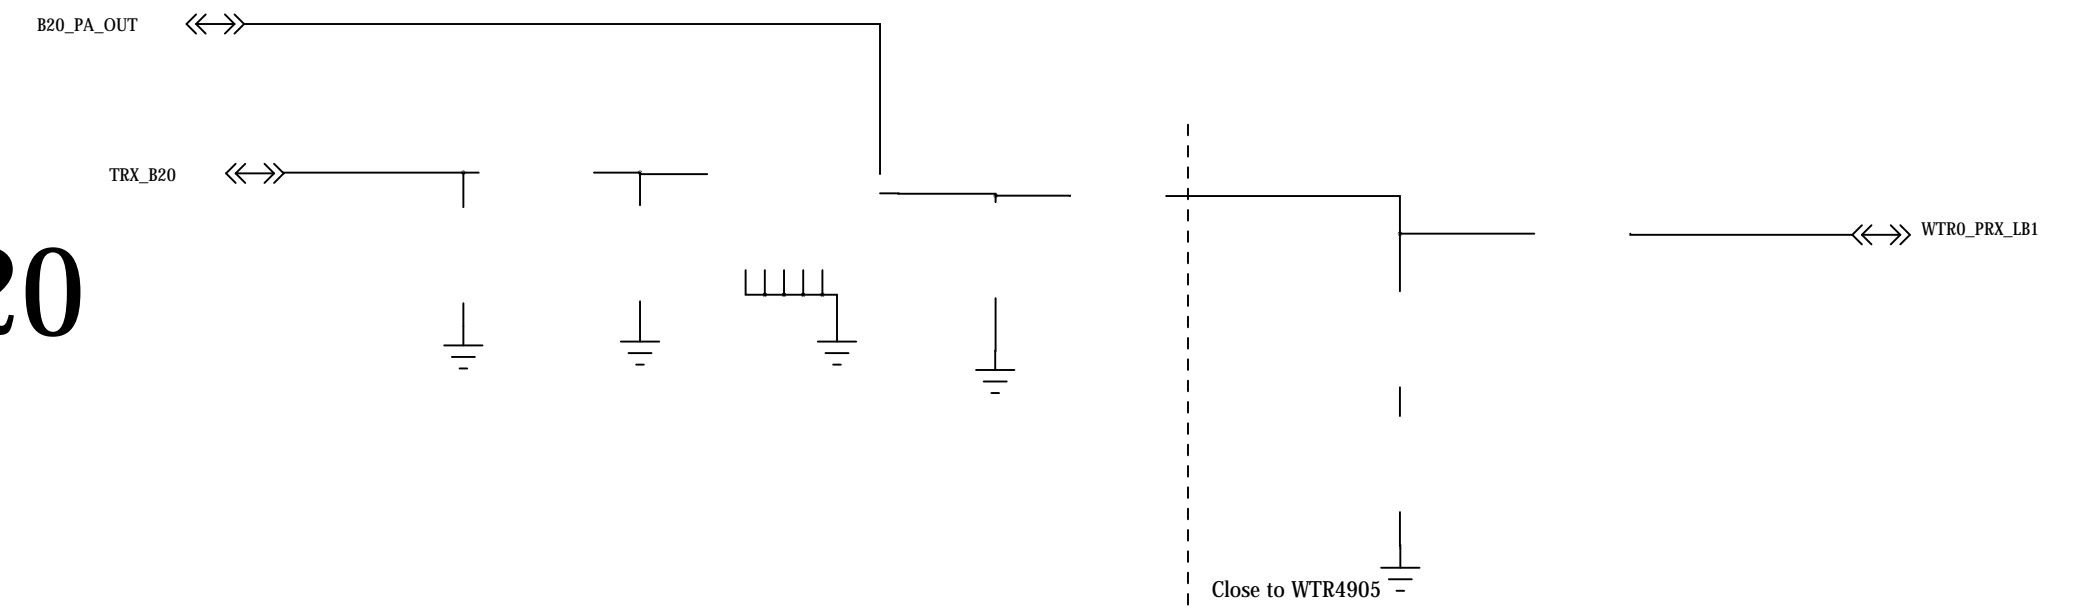 B20_PA_OUT
TRX_B20
WTR0_PRX_LB1
20
Close to WTR4905